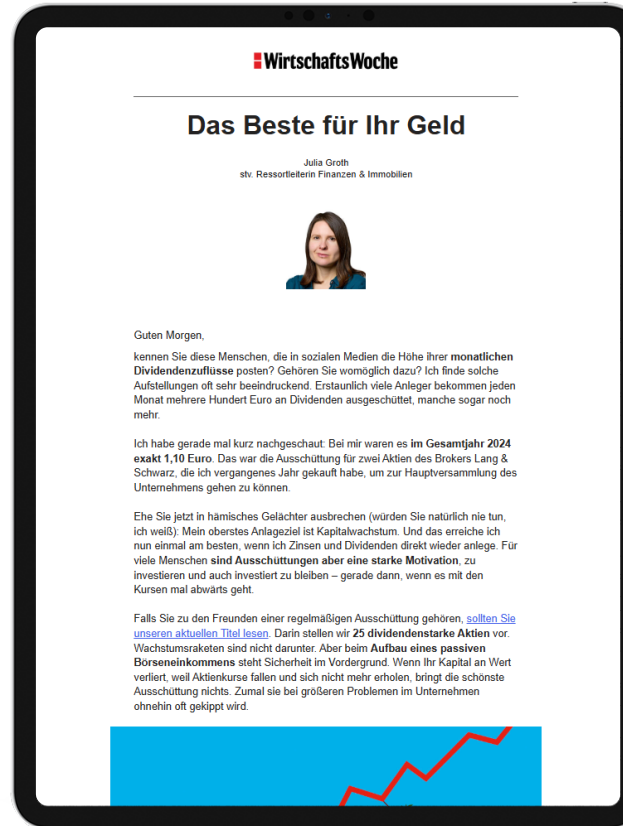 WirtschaftsWoche
Das Beste für Ihr Geld
Julia Groth
stv. Ressortleiterin Finanzen & Immobilien
Guten Morgen,
kennen Sie diese Menschen, die in sozialen Medien die Höhe ihrer monatlichen
Dividendenzuflüsse posten? Gehören Sie womöglich dazu? Ich finde solche
Aufstellungen oft sehr beeindruckend. Erstaunlich viele Anleger bekommen jeden
Monat mehrere Hundert Euro an Dividenden ausgeschüttet, manche sogar noch
mehr.
Ich habe gerade mal kurz nachgeschaut: Bei mir waren es im Gesamtjahr 2024
exakt 1,10 Euro. Das war die Ausschüttung für zwei Aktien des Brokers Lang &
Schwarz, die ich vergangenes Jahr gekauft habe, um zur Hauptversammlung des
Unternehmens gehen zu können.
Ehe Sie jetzt in hämisches Gelächter ausbrechen (würden Sie natürlich nie tun,
ich weiß): Mein oberstes Anlageziel ist Kapitalwachstum. Und das erreiche ich
nun einmal am besten, wenn ich Zinsen und Dividenden direkt wieder anlege. Für
viele Menschen sind Ausschüttungen aber eine starke Motivation, zu
investieren und auch investiert zu bleiben – gerade dann, wenn es mit den
Kursen mal abwärts geht.
Falls Sie zu den Freunden einer regelmäßigen Ausschüttung gehören, sollten Sie
unseren aktuellen Titel lesen. Darin stellen wir 25 dividendenstarke Aktien vor.
Wachstumsraketen sind nicht darunter. Aber beim Aufbau eines passiven
Börseneinkommens steht Sicherheit im Vordergrund. Wenn Ihr Kapital an Wert
verliert, weil Aktienkurse fallen und sich nicht mehr erholen, bringt die schönste
Ausschüttung nichts. Zumal sie bei größeren Problemen im Unternehmen
ohnehin oft gekippt wird.